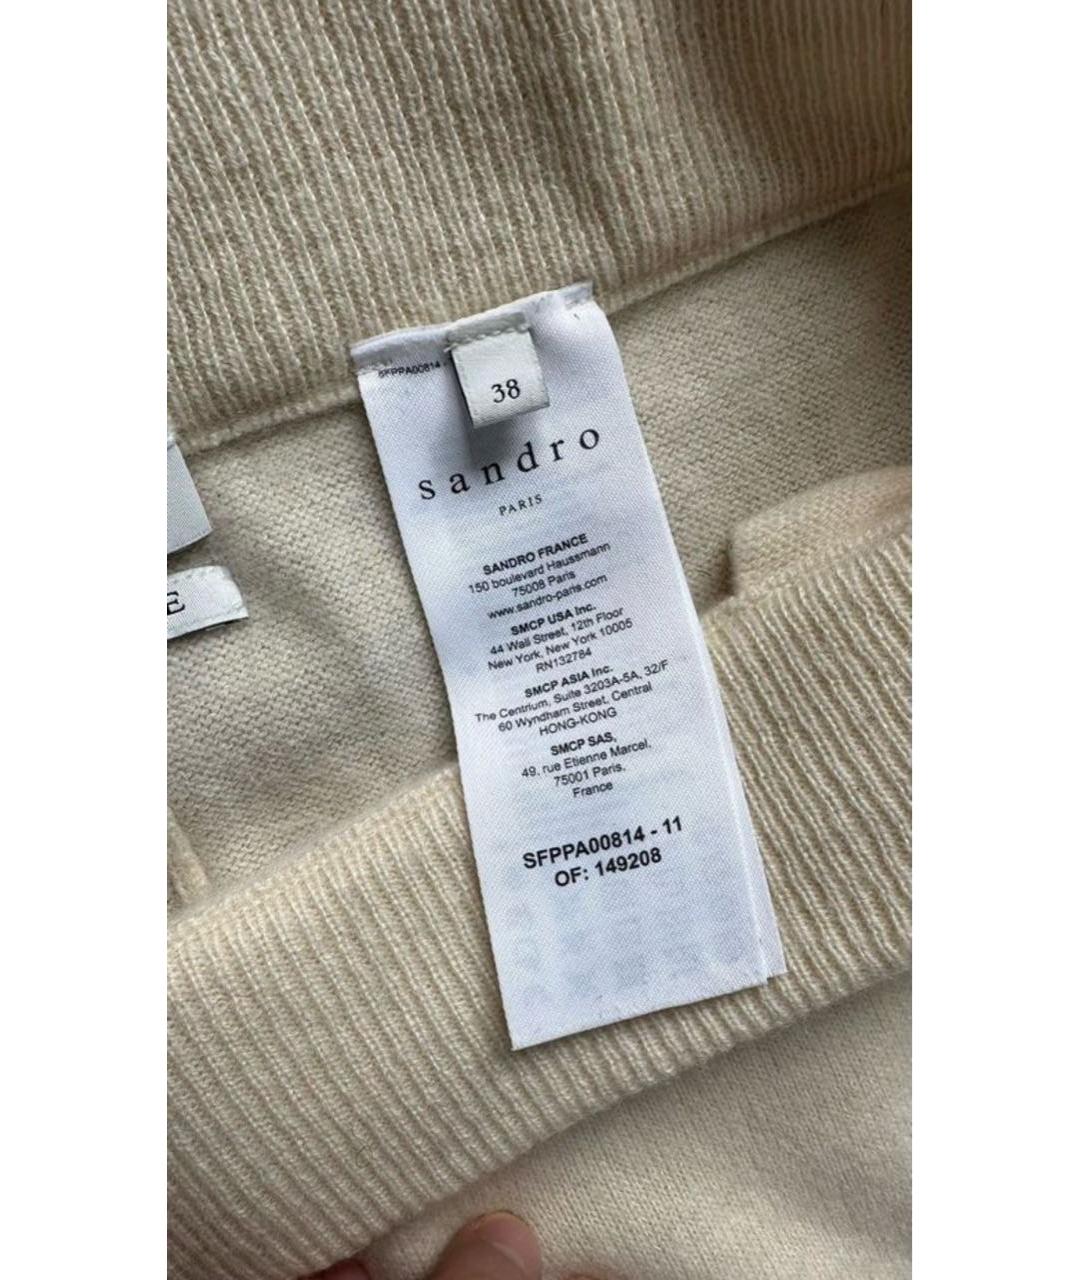 SFPPA00814 -
38
sandro
PARIS
SANDRO FRANCE
150 boulevard Haussmann
75008 Paris
www.sandro-paris.com
SMCP USA Inc.
44 Wall Street, 12th Floor
New York, New York 10005
RN132784
SMCP ASIA Inc.
The Centrium, Suite 3203A-5A, 32/F
60 Wyndham Street, Central
HONG-KONG
SMCP SAS,
49, rue Etienne Marcel,
75001 Paris,
France
SFPPA00814 - 11
OF: 149208
E